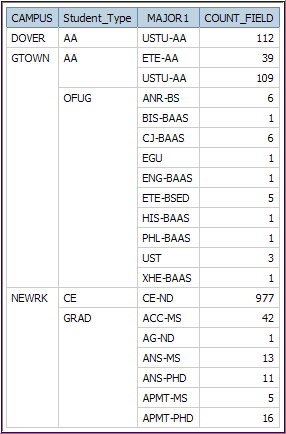 CAMPUS Student_Type MAJOR1 COUNT_FIELD
DOVER AA USTU-AA 112
GTOWN AA ETE-AA 39
USTU-AA 109
OFUG ANR-BS 6
BIS-BAAS 1
CJ-BAAS 6
EGU 1
ENG-BAAS 1
ETE-BSED 5
HIS-BAAS 1
PHL-BAAS 1
UST 3
XHE-BAAS 1
NEWRK CE CE-ND 977
GRAD ACC-MS 42
AG-ND 1
ANS-MS 13
ANS-PHD 11
APMT-MS 5
APMT-PHD 16